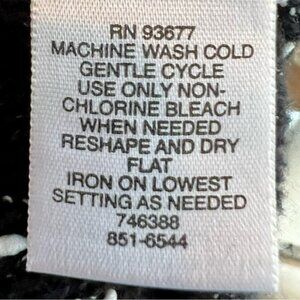 RN 93677
MACHINE WASH COLD
GENTLE CYCLE
USE ONLY NON-
CHLORINE BLEACH
WHEN NEEDED
RESHAPE AND DRY
FLAT
IRON ON LOWEST
SETTING AS NEEDED
746388
851-6544